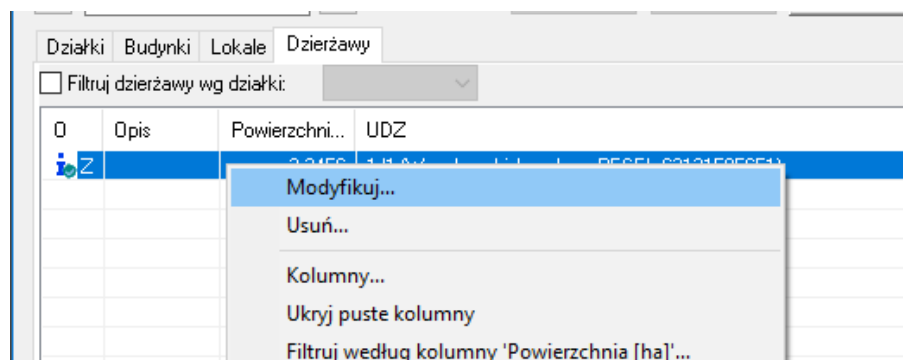 Działki Budynki Lokale Dzierżawy
Filtruj dzierżawy wg działki:
O Opis Powierzchni... UDZ
Z
Modyfikuj...
Usuń...
Kolumny...
Ukryj puste kolumny
Filtruj według kolumny 'Powierzchnia [ha]'...